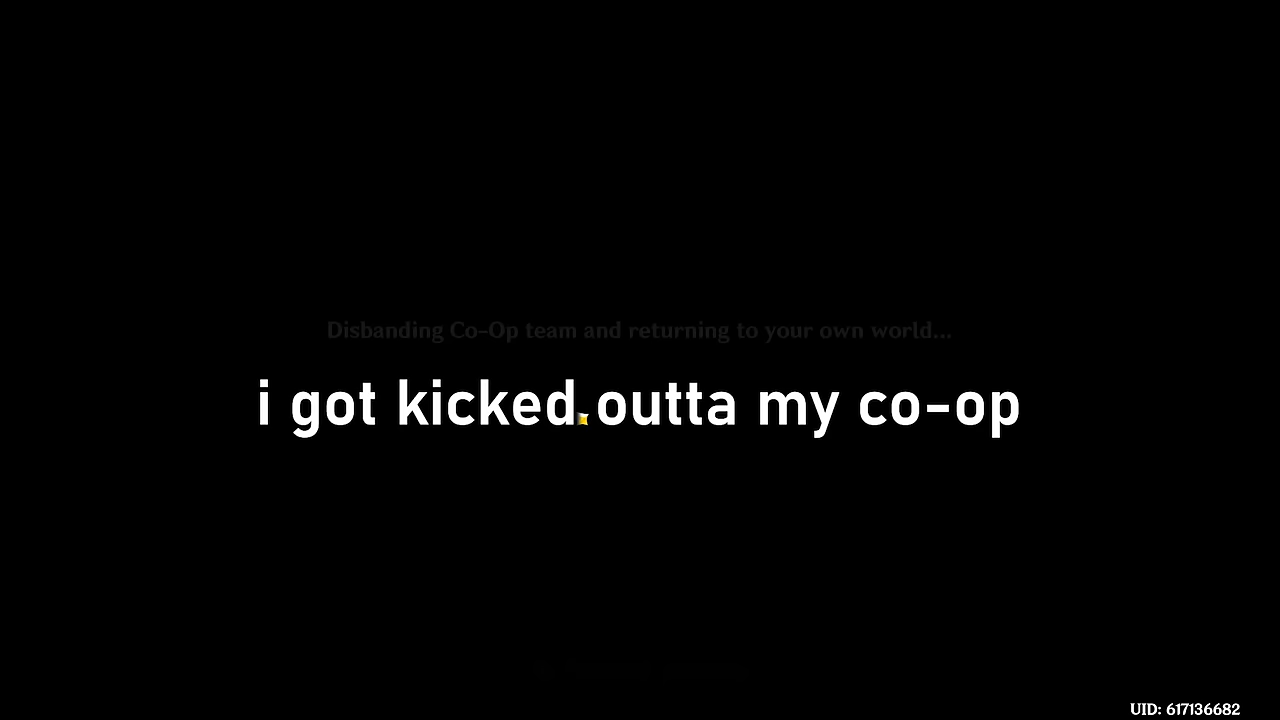 Disbanding Co-Op team and returning to your own world...
i got kicked outta my co-op
UID: 617136682